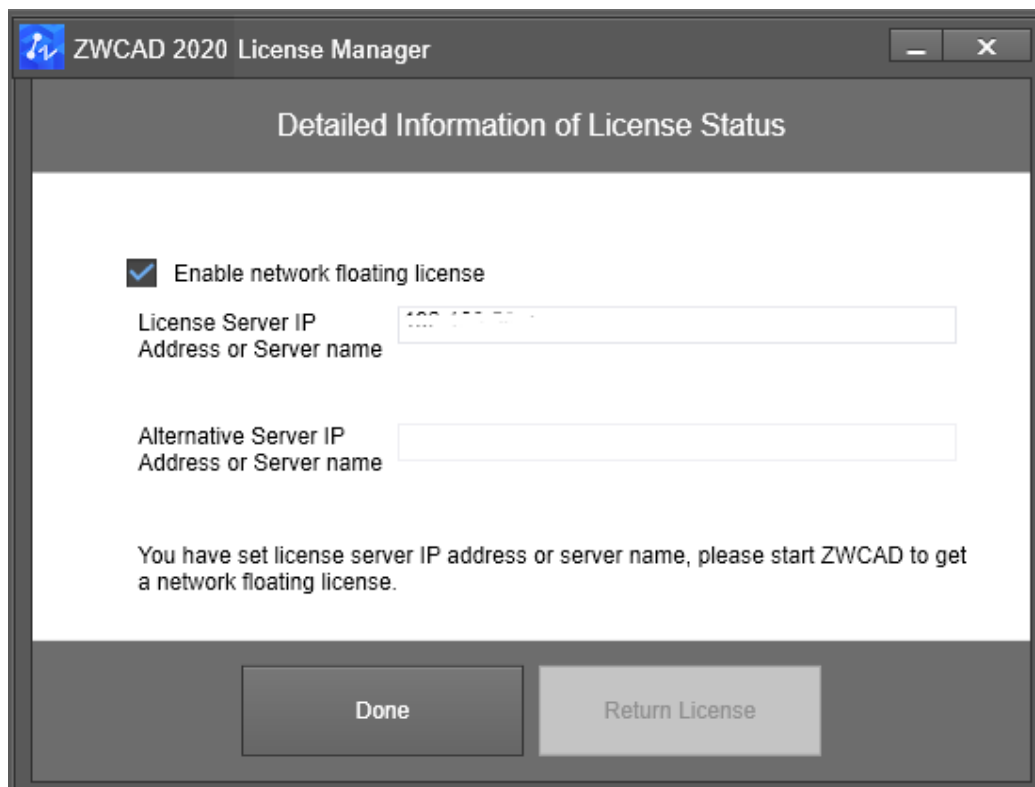 ZWCAD 2020 License Manager
Detailed Information of License Status
Enable network floating license
License Server IP
Address or Server name
Alternative Server IP
Address or Server name
You have set license server IP address or server name, please start ZWCAD to get
a network floating license.
Done
Return License